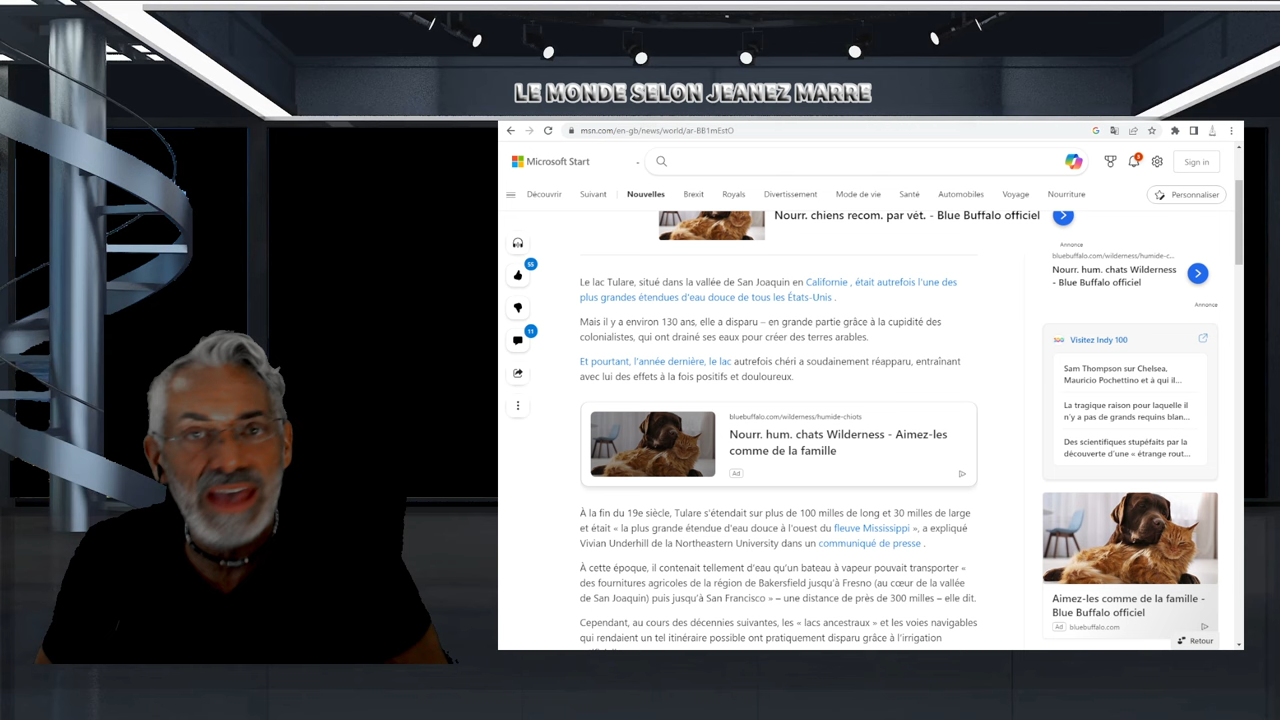 LE MONDE SELON JEANEZ MARRE
msn.com/en-gb/news/world/ar-BB1mEstO
Microsoft Start
3
Sign in
Découvrir Suivant Nouvelles Brexit Royals Divertissement Mode de vie Santé Automobiles Voyage Nourriture Personnaliser
Nourr. chiens recom. par vét. - Blue Buffalo officiel
55
11
Le lac Tulare, situé dans la vallée de San Joaquin en Californie , était autrefois l'une des
plus grandes étendues d'eau douce de tous les États-Unis .
Mais il y a environ 130 ans, elle a disparu – en grande partie grâce à la cupidité des
colonialistes, qui ont drainé ses eaux pour créer des terres arables.
Et pourtant, l'année dernière, le lac autrefois chéri a soudainement réapparu, entraînant
avec lui des effets à la fois positifs et douloureux.
bluebuffalo.com/wilderness/humide-chiots
Nourr. hum. chats Wilderness - Aimez-les
comme de la famille
Ad
À la fin du 19e siècle, Tulare s'étendait sur plus de 100 milles de long et 30 milles de large
et était « la plus grande étendue d'eau douce à l'ouest du fleuve Mississippi », a expliqué
Vivian Underhill de la Northeastern University dans un communiqué de presse .
À cette époque, il contenait tellement d'eau qu'un bateau à vapeur pouvait transporter «
des fournitures agricoles de la région de Bakersfield jusqu'à Fresno (au cœur de la vallée
de San Joaquin) puis jusqu'à San Francisco » – une distance de près de 300 milles – elle dit.
Cependant, au cours des décennies suivantes, les « lacs ancestraux » et les voies navigables
qui rendaient un tel itinéraire possible ont pratiquement disparu grâce à l'irrigation
Annonce
bluebuffalo.com/wilderness/humide-c...
Nourr. hum. chats Wilderness
- Blue Buffalo officiel
Annonce
Visitez Indy 100
Sam Thompson sur Chelsea,
Mauricio Pochettino et à qui il...
La tragique raison pour laquelle il
n'y a pas de grands requins blan...
Des scientifiques stupéfaits par la
découverte d'une « étrange rout...
Aimez-les comme de la famille -
Blue Buffalo officiel
Ad bluebuffalo.com
Retour